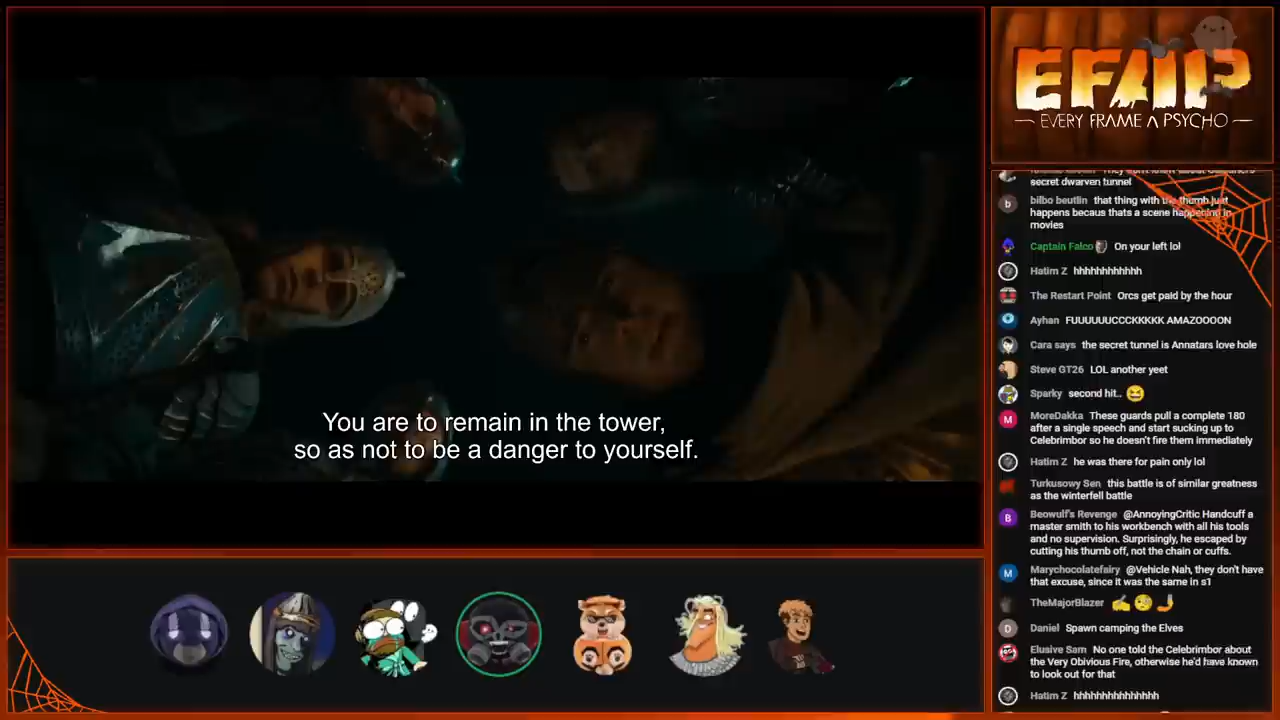 You are to remain in the tower,
so as not to be a danger to yourself.
EFAP
EVERY FRAME A PSYCHO
secret dwarven tunnel
bilbo beutlin that thing with the thumb just
happens becaus thats a scene happening in
movies
Captain Falco On your left lol
Hatim Z hhhhhhhhhhhh
The Restart Point Orcs get paid by the hour
Ayhan FUUUUUUCCCKKKKK AMAZOOOON
Cara says the secret tunnel is Annatars love hole
Steve GT26 LOL another yeet
Sparky second hit.. 😆
MoreDakka These guards pull a complete 180
after a single speech and start sucking up to
Celebrimbor so he doesn't fire them immediately
Hatim Z he was there for pain only lol
Turkusowy Sen this battle is of similar greatness
as the winterfell battle
Beowulf's Revenge @AnnoyingCritic Handcuff a
master smith to his workbench with all his tools
and no supervision. Surprisingly, he escaped by
cutting his thumb off, not the chain or cuffs.
Marychocolatefairy @Vehicle Nah, they don't have
that excuse, since it was the same in s1
TheMajorBlazer ✍️🧐🤳
Daniel Spawn camping the Elves
Elusive Sam No one told the Celebrimbor about
the Very Obivious Fire, otherwise he'd have known
to look out for that
Hatim Z hhhhhhhhhhhhhh